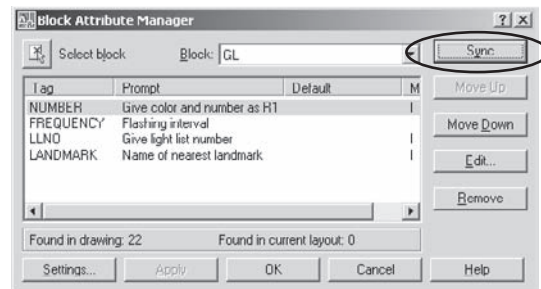 Block Attribute Manager
Select block Block: GL Sync
Tag Prompt Default M Move Up
NUMBER Give color and number as R1 I
FREQUENCY Flashing interval Move Down
LLNO Give light list number I
LANDMARK Name of nearest landmark I Edit...
Remove
Found in drawing: 22 Found in current layout: 0
Settings... Apply OK Cancel Help